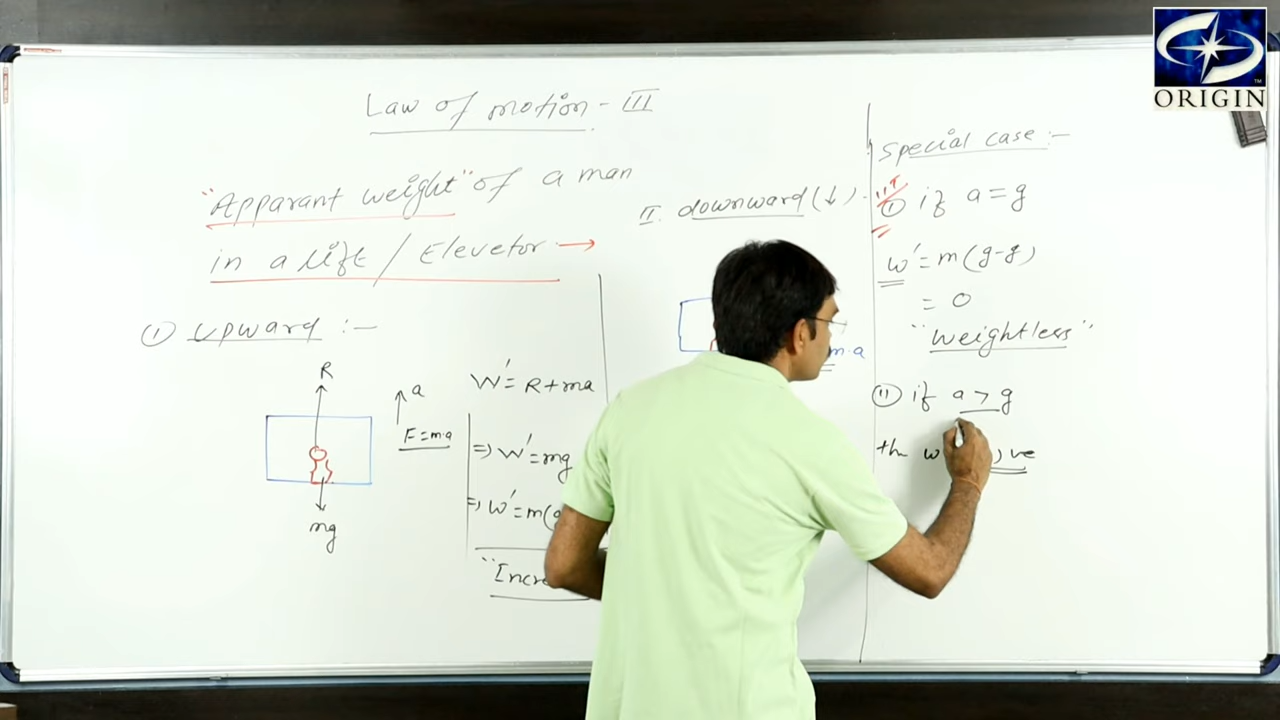 ORIGIN
Law of motion - III
"Apparant weight" of a man
in a lift / Elevetor →
① Upward :-
R
a
F = m·a
mg
W' = R + ma
⇒ W' = mg
⇒ W' = m(
"Incre
II. downward (↓)
m·a
Special case :-
① if a = g
w' = m(g-g)
= 0
"Weightless"
② if a > g
th w ) ve